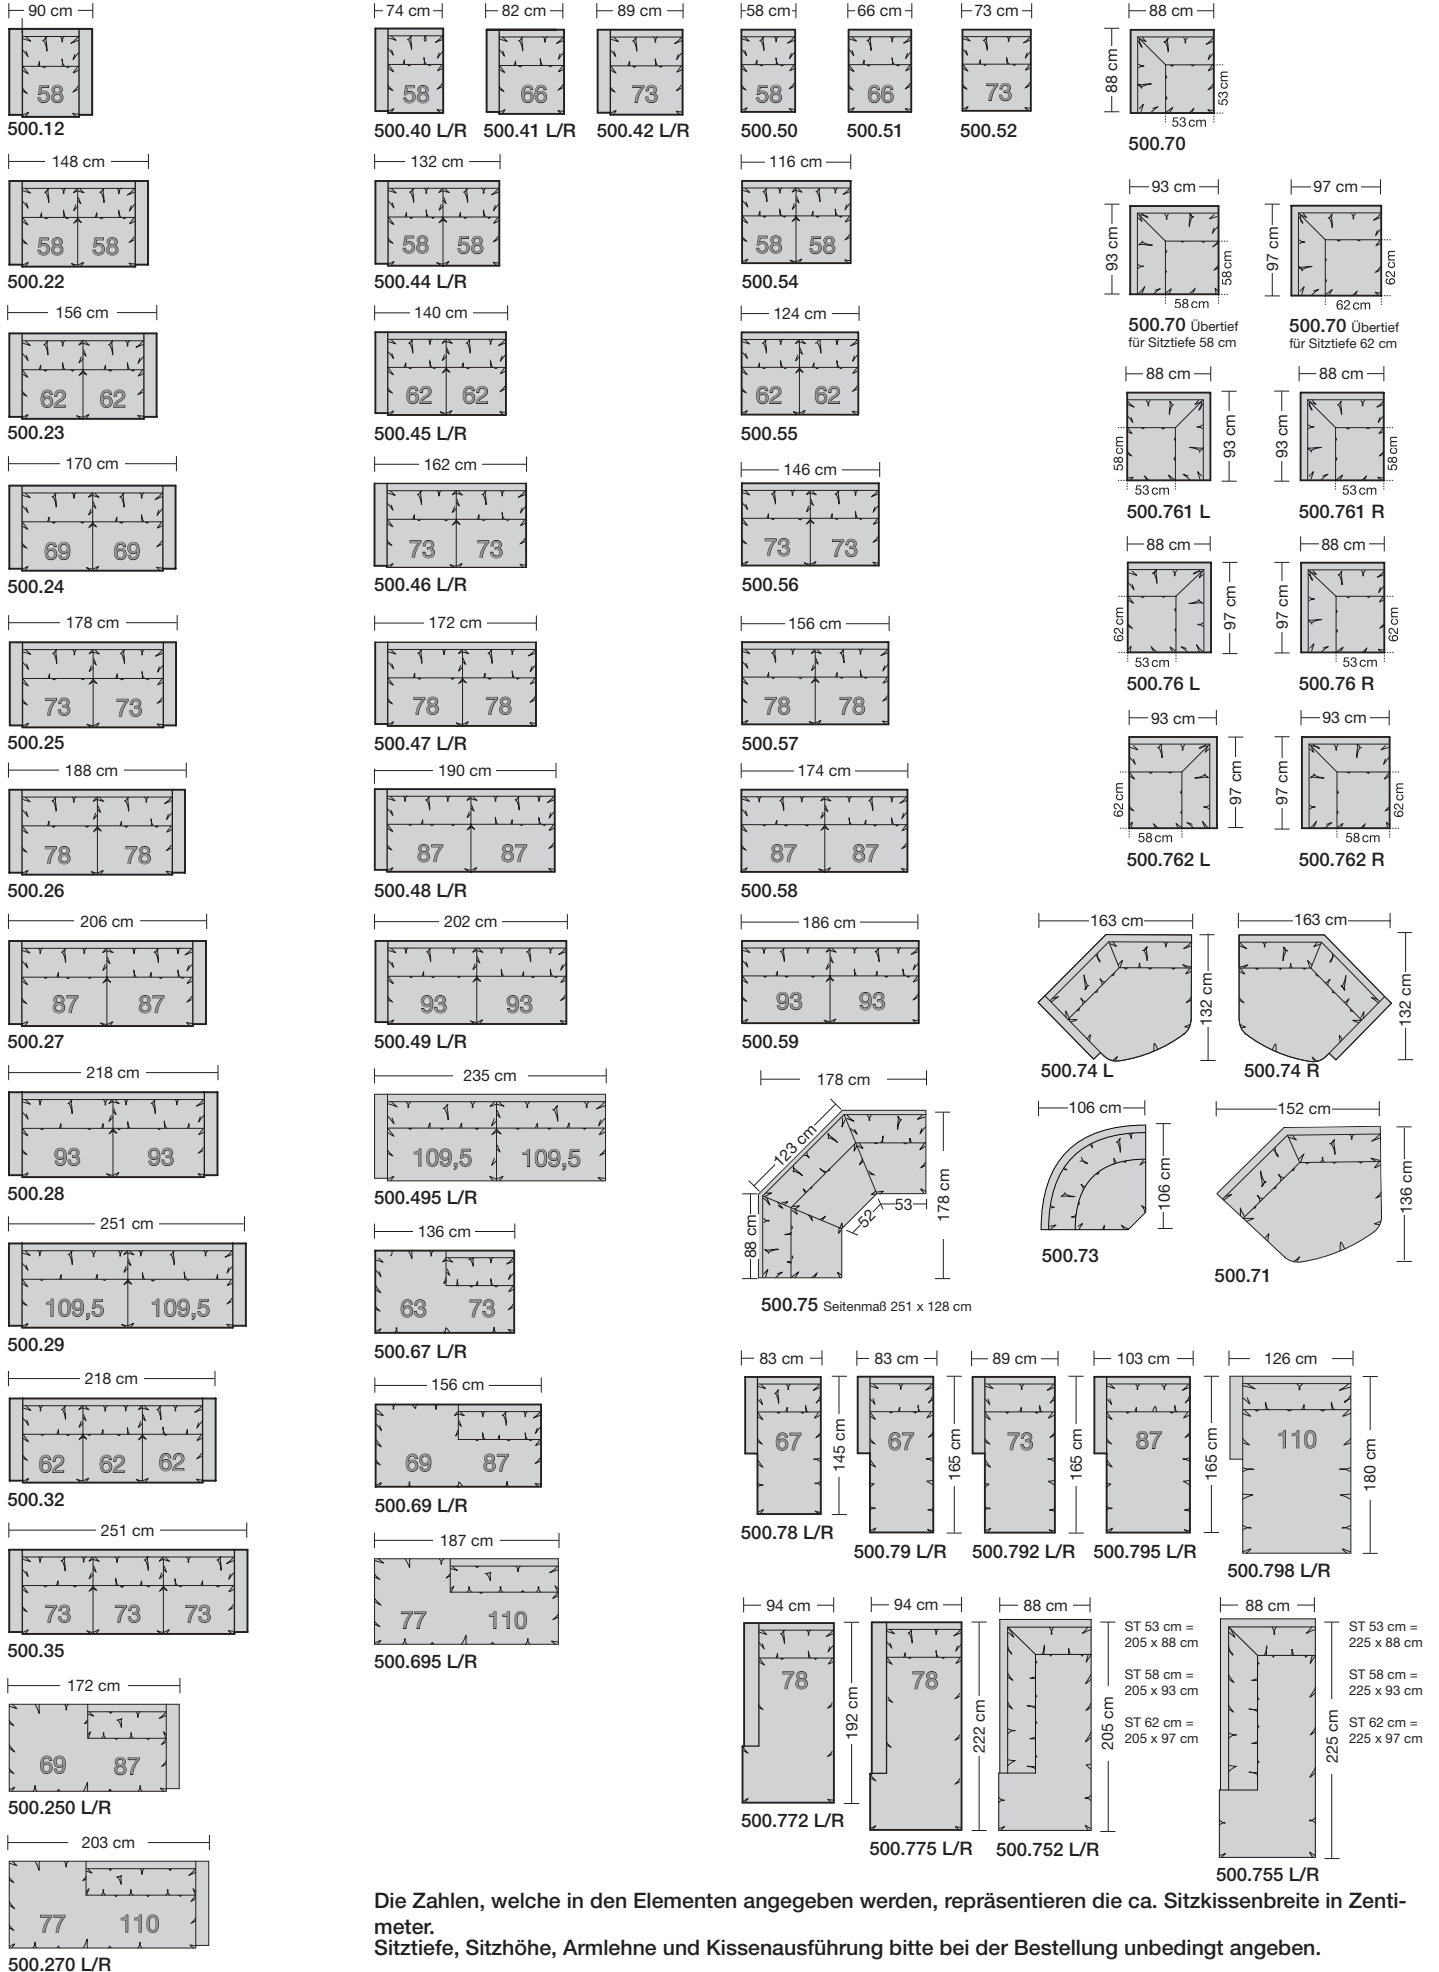 90 cm
58
500.12
148 cm
58 58
500.22
156 cm
62 62
500.23
170 cm
69 69
500.24
178 cm
73 73
500.25
188 cm
78 78
500.26
206 cm
87 87
500.27
218 cm
93 93
500.28
251 cm
109,5 109,5
500.29
218 cm
62 62 62
500.32
251 cm
73 73 73
500.35
172 cm
69 87
500.250 L/R
203 cm
77 110
500.270 L/R
74 cm 82 cm 89 cm
58 66 73
500.40 L/R 500.41 L/R 500.42 L/R
132 cm
58 58
500.44 L/R
140 cm
62 62
500.45 L/R
162 cm
73 73
500.46 L/R
172 cm
78 78
500.47 L/R
190 cm
87 87
500.48 L/R
202 cm
93 93
500.49 L/R
235 cm
109,5 109,5
500.495 L/R
136 cm
63 73
500.67 L/R
156 cm
69 87
500.69 L/R
187 cm
77 110
500.695 L/R
58 cm 66 cm 73 cm
58 66 73
500.50 500.51 500.52
116 cm
58 58
500.54
124 cm
62 62
500.55
146 cm
73 73
500.56
156 cm
78 78
500.57
174 cm
87 87
500.58
186 cm
93 93
500.59
178 cm
123 cm
178 cm
88 cm
52
53
500.75 Seitenmaß 251 x 128 cm
88 cm
88 cm
53 cm
53 cm
500.70
93 cm
93 cm
58 cm
58 cm
500.70 Übertief
für Sitztiefe 58 cm
97 cm
97 cm
62 cm
62 cm
500.70 Übertief
für Sitztiefe 62 cm
88 cm
58 cm
93 cm
53 cm
500.761 L
88 cm
93 cm
58 cm
53 cm
500.761 R
88 cm
62 cm
97 cm
53 cm
500.76 L
88 cm
97 cm
62 cm
53 cm
500.76 R
93 cm
62 cm
97 cm
58 cm
500.762 L
93 cm
97 cm
62 cm
58 cm
500.762 R
163 cm
132 cm
500.74 L
163 cm
132 cm
500.74 R
106 cm
106 cm
500.73
152 cm
136 cm
500.71
83 cm
67
145 cm
500.78 L/R
83 cm
67
165 cm
500.79 L/R
89 cm
73
165 cm
500.792 L/R
103 cm
87
165 cm
500.795 L/R
126 cm
110
180 cm
500.798 L/R
94 cm
78
192 cm
500.772 L/R
94 cm
78
222 cm
500.775 L/R
88 cm
205 cm
500.752 L/R
ST 53 cm =
205 x 88 cm
ST 58 cm =
205 x 93 cm
ST 62 cm =
205 x 97 cm
88 cm
225 cm
500.755 L/R
ST 53 cm =
225 x 88 cm
ST 58 cm =
225 x 93 cm
ST 62 cm =
225 x 97 cm
Die Zahlen, welche in den Elementen angegeben werden, repräsentieren die ca. Sitzkissenbreite in Zenti-
meter.
Sitztiefe, Sitzhöhe, Armlehne und Kissenausführung bitte bei der Bestellung unbedingt angeben.